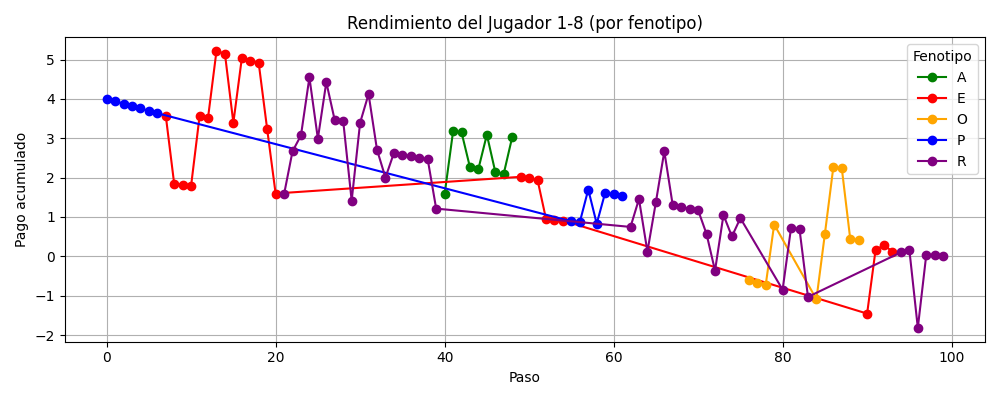 Rendimiento del Jugador 1-8 (por fenotipo)
Pago acumulado
5
4
3
2
1
0
−1
−2
0
20
40
60
80
100
Paso
Fenotipo
A
E
O
P
R